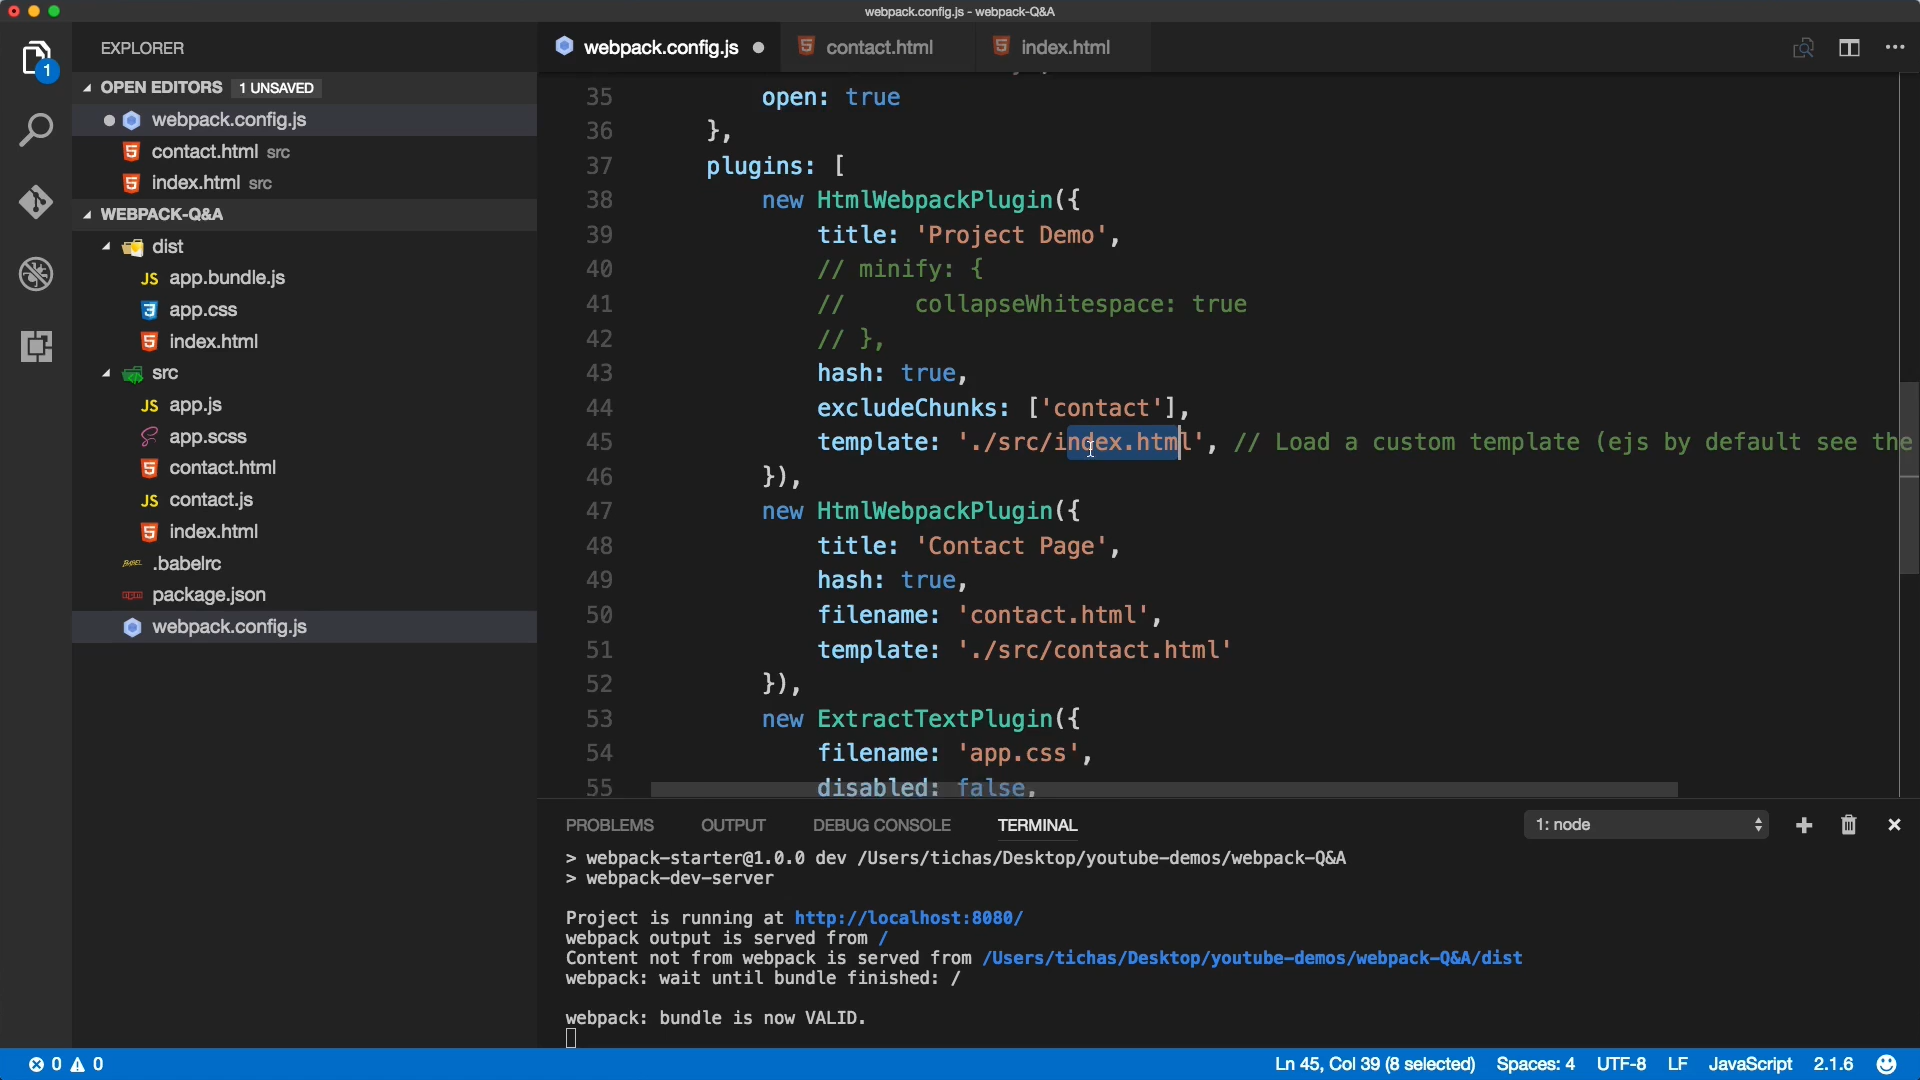 webpack.config.js - webpack-Q&A
EXPLORER
OPEN EDITORS 1 UNSAVED
webpack.config.js
contact.html src
index.html src
WEBPACK-Q&A
dist
JS app.bundle.js
app.css
index.html
src
JS app.js
app.scss
contact.html
JS contact.js
index.html
.babelrc
package.json
webpack.config.js
1
webpack.config.js
contact.html
index.html
35 open: true
36 },
37 plugins: [
38 new HtmlWebpackPlugin({
39 title: 'Project Demo',
40 // minify: {
41 //     collapseWhitespace: true
42 // },
43 hash: true,
44 excludeChunks: ['contact'],
45 template: './src/index.html', // Load a custom template (ejs by default see the
46 }),
47 new HtmlWebpackPlugin({
48 title: 'Contact Page',
49 hash: true,
50 filename: 'contact.html',
51 template: './src/contact.html'
52 }),
53 new ExtractTextPlugin({
54 filename: 'app.css',
55 disabled: false,
PROBLEMS OUTPUT DEBUG CONSOLE TERMINAL 1: node
> webpack-starter@1.0.0 dev /Users/tichas/Desktop/youtube-demos/webpack-Q&A
> webpack-dev-server
Project is running at http://localhost:8080/
webpack output is served from /
Content not from webpack is served from /Users/tichas/Desktop/youtube-demos/webpack-Q&A/dist
webpack: wait until bundle finished: /
webpack: bundle is now VALID.
0 0 Ln 45, Col 39 (8 selected) Spaces: 4 UTF-8 LF JavaScript 2.1.6